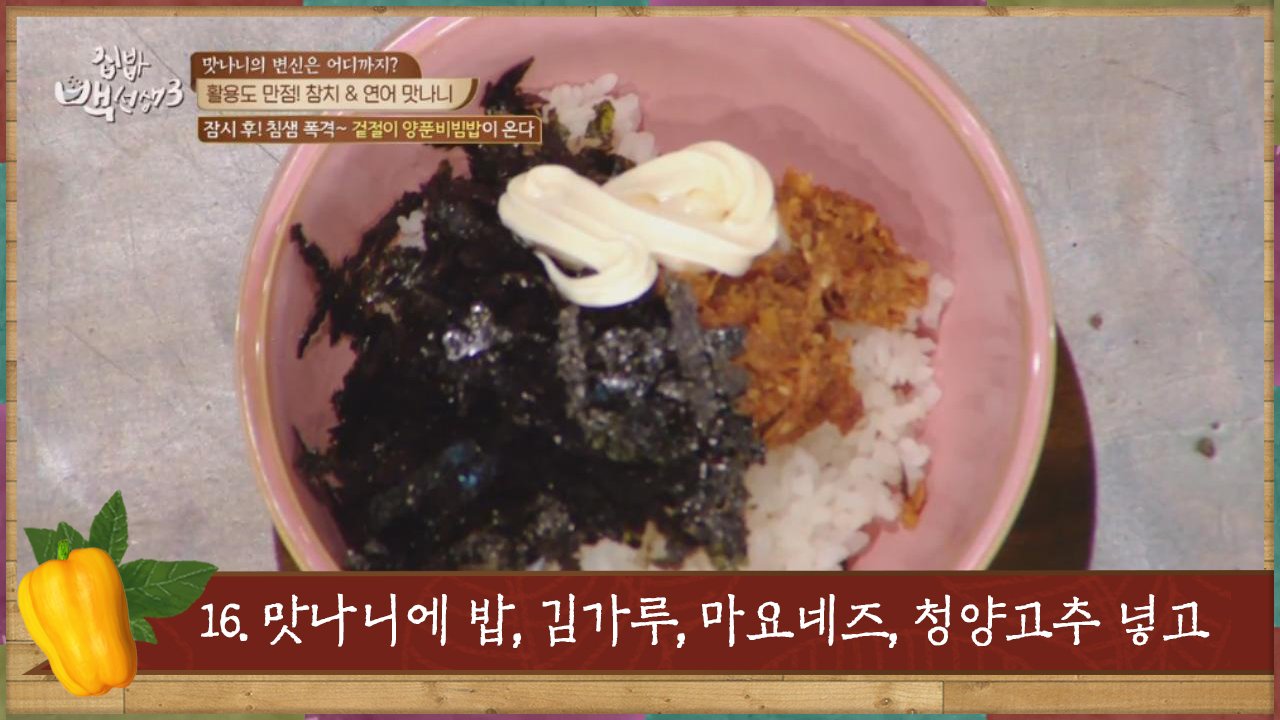 집밥
백선생3
맛나니의 변신은 어디까지?
활용도 만점! 참치 & 연어 맛나니
잠시 후! 침샘 폭격~ 겉절이 양푼비빔밥이 온다
16. 맛나니에 밥, 김가루, 마요네즈, 청양고추 넣고